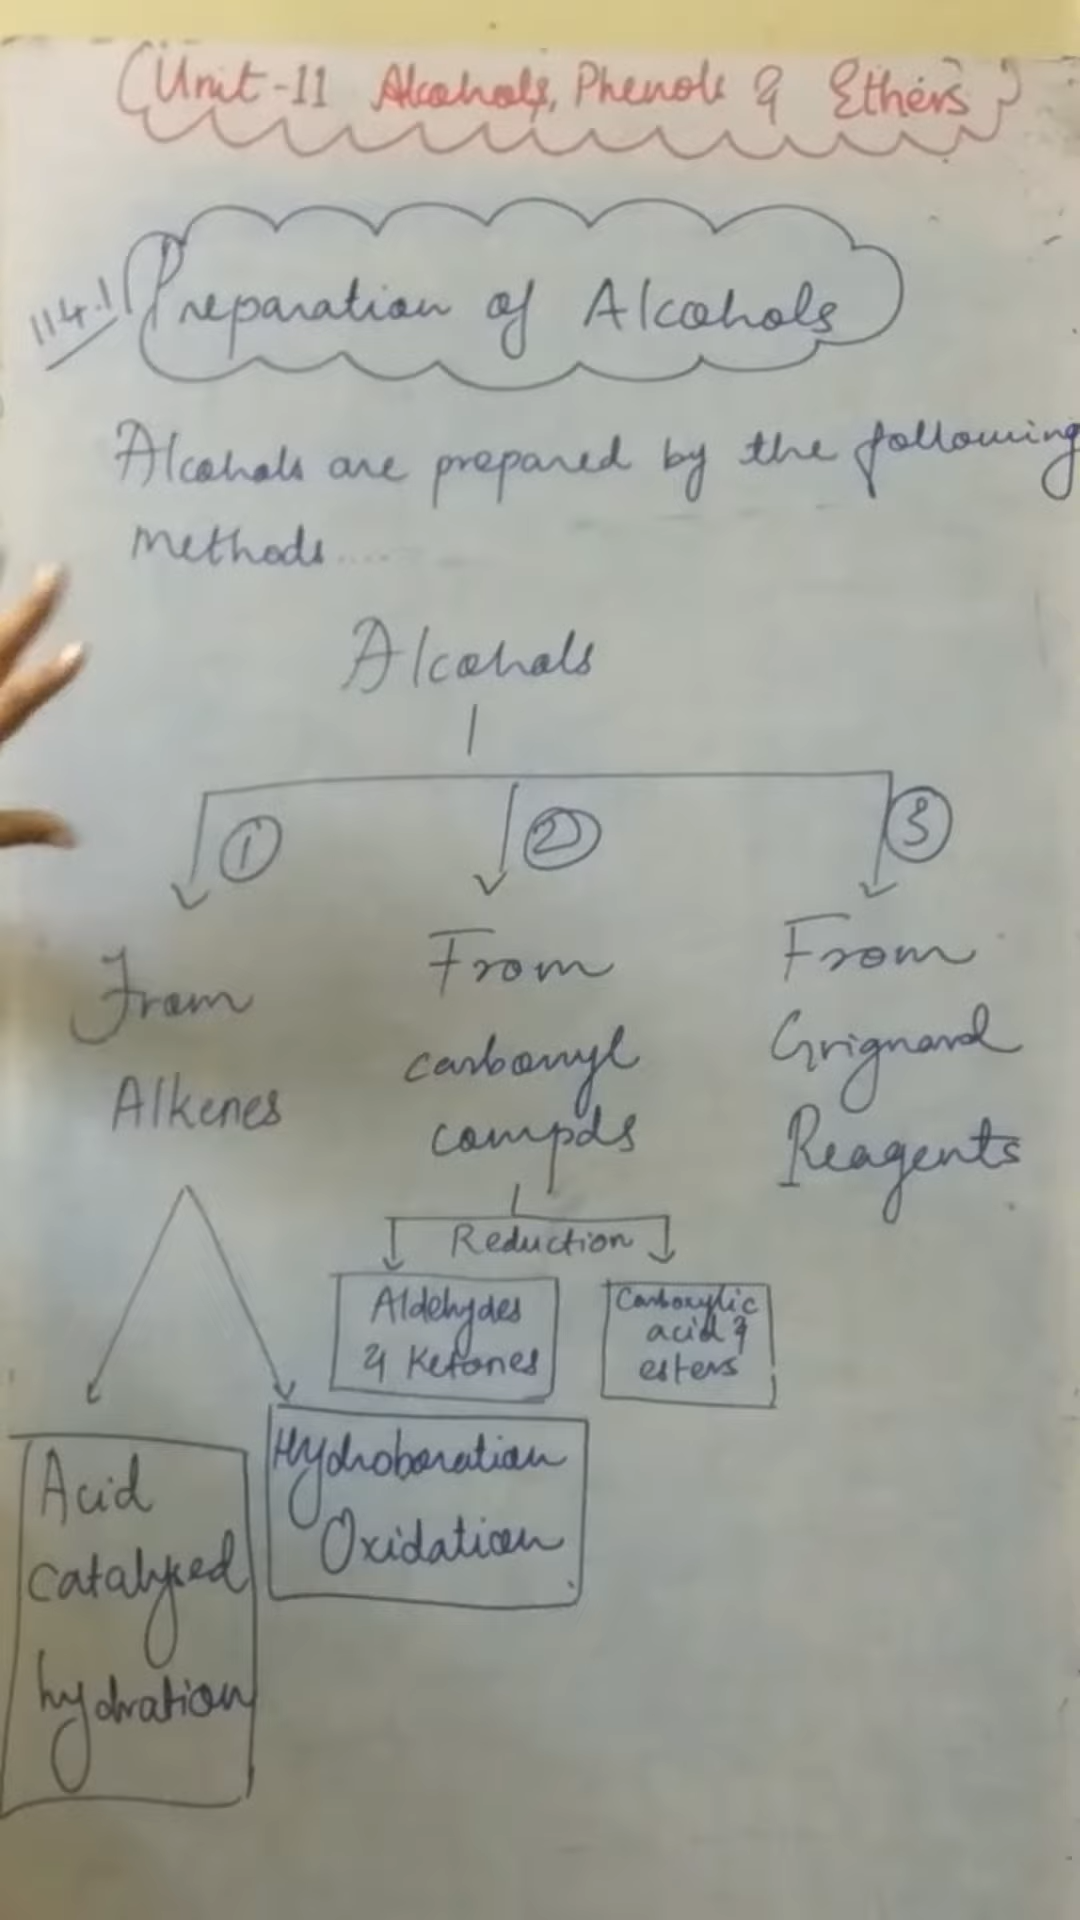 Unit-11 Alcohols, Phenols & Ethers
11.4.1 Preparation of Alcohols
Alcohols are prepared by the following
methods....
Alcohols
1 2 3
From
Alkenes
From
carbonyl
compds
From
Grignard
Reagents
Reduction
Aldehydes
& Ketones
Carboxylic
acid &
esters
Acid
catalysed
hydration
Hydroboration
Oxidation